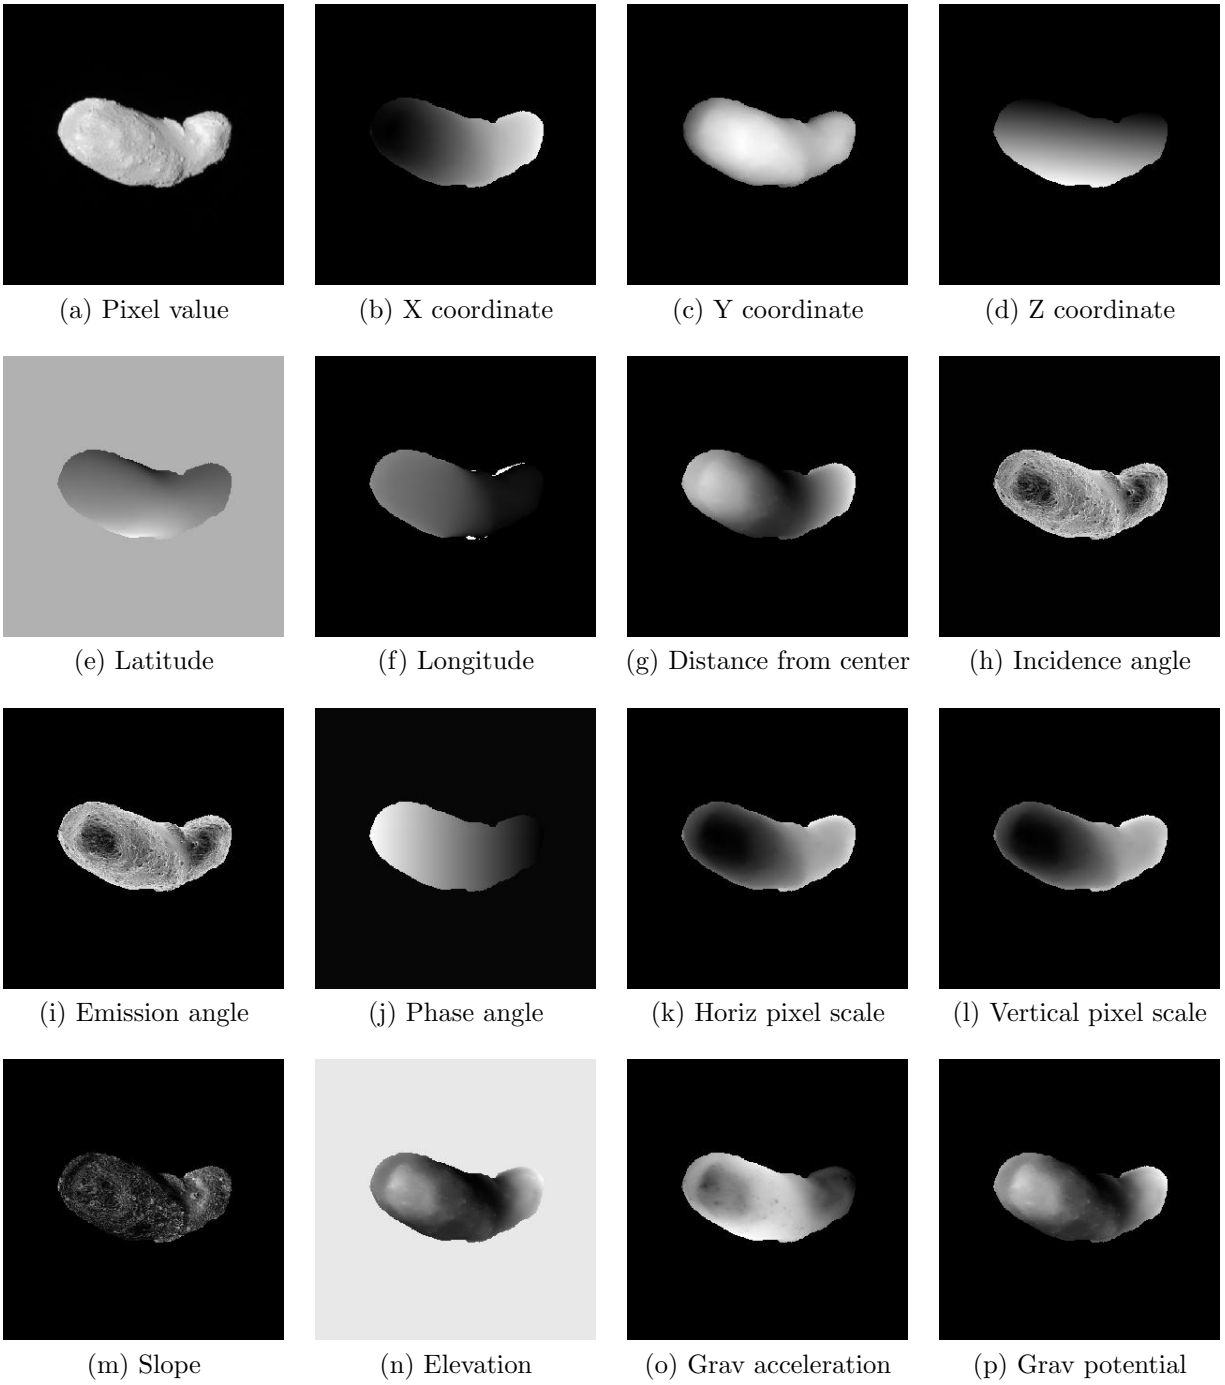 (a) Pixel value
(b) X coordinate
(c) Y coordinate
(d) Z coordinate
(e) Latitude
(f) Longitude
(g) Distance from center
(h) Incidence angle
(i) Emission angle
(j) Phase angle
(k) Horiz pixel scale
(l) Vertical pixel scale
(m) Slope
(n) Elevation
(o) Grav acceleration
(p) Grav potential